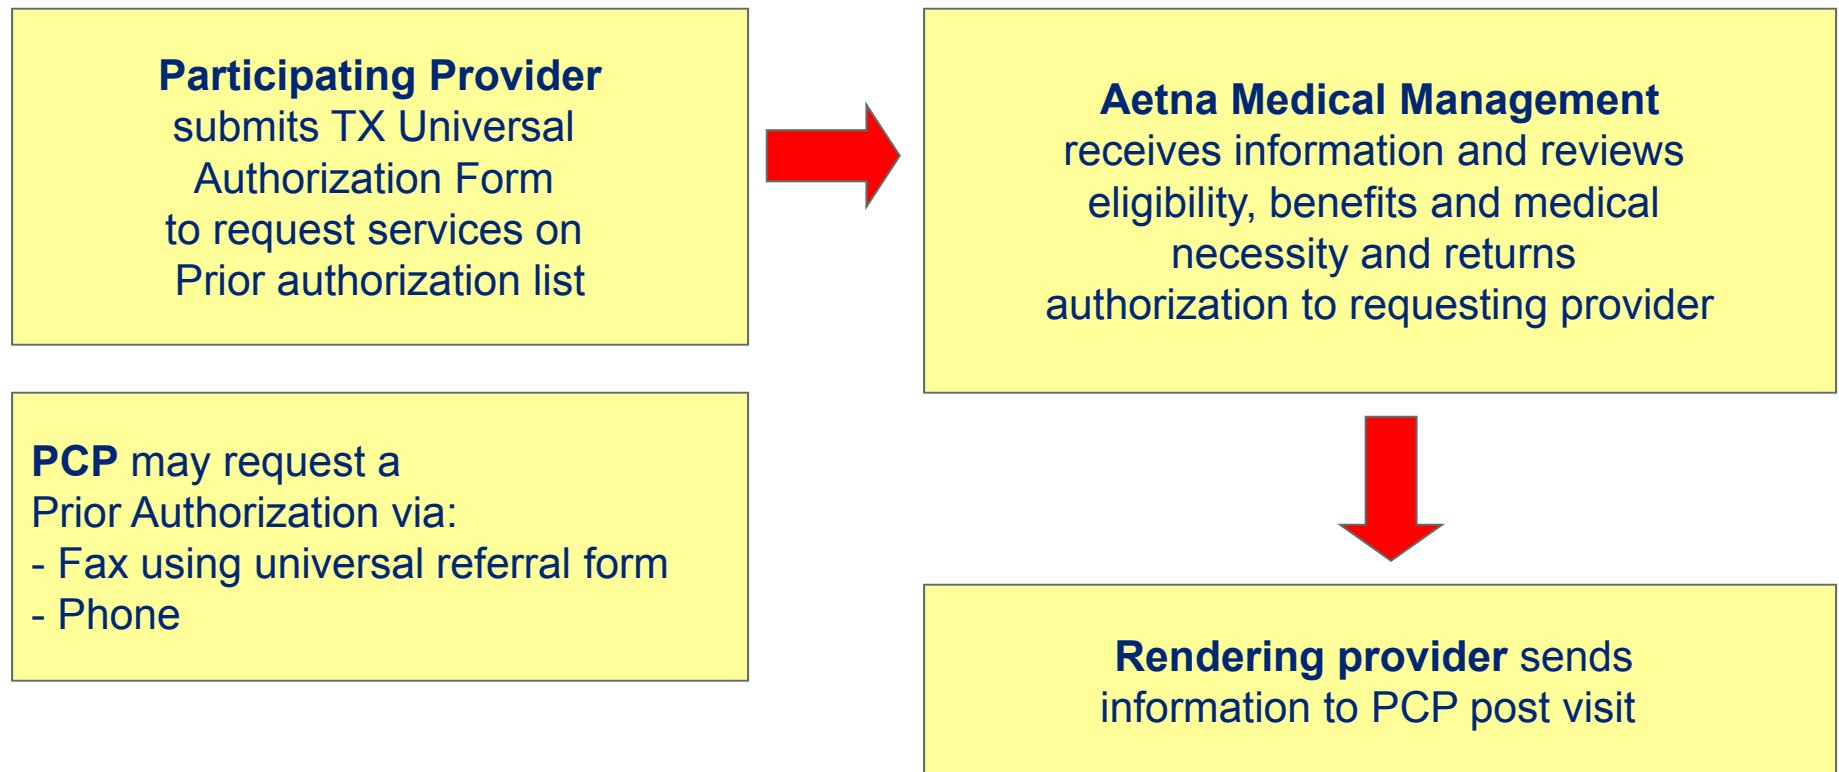 Participating Provider
submits TX Universal
Authorization Form
to request services on
Prior authorization list
Aetna Medical Management
receives information and reviews
eligibility, benefits and medical
necessity and returns
authorization to requesting provider
PCP may request a
Prior Authorization via:
- Fax using universal referral form
- Phone
Rendering provider sends
information to PCP post visit